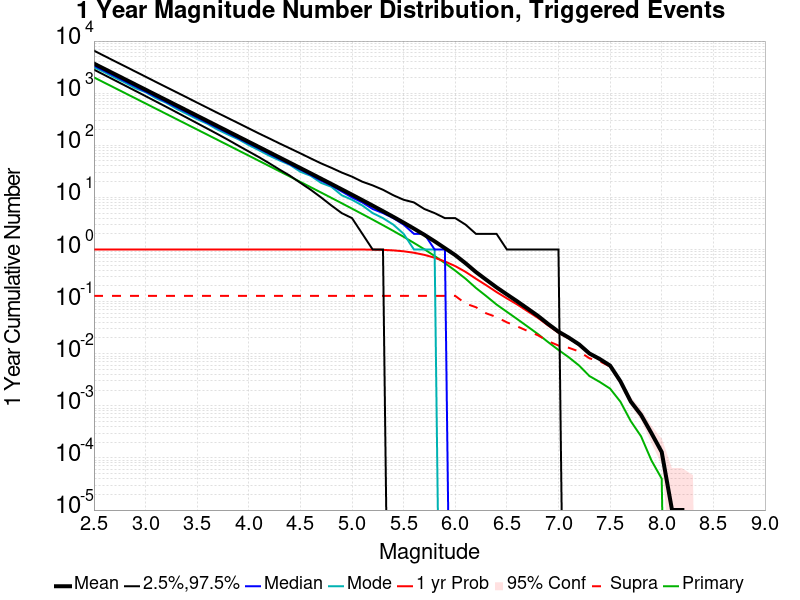 1 Year Magnitude Number Distribution, Triggered Events
1 Year Cumulative Number
10^4
10^3
10^2
10^1
10^0
10^-1
10^-2
10^-3
10^-4
10^-5
2.5 3.0 3.5 4.0 4.5 5.0 5.5 6.0 6.5 7.0 7.5 8.0 8.5 9.0
Magnitude
Mean 2.5%,97.5% Median Mode 1 yr Prob 95% Conf Supra Primary